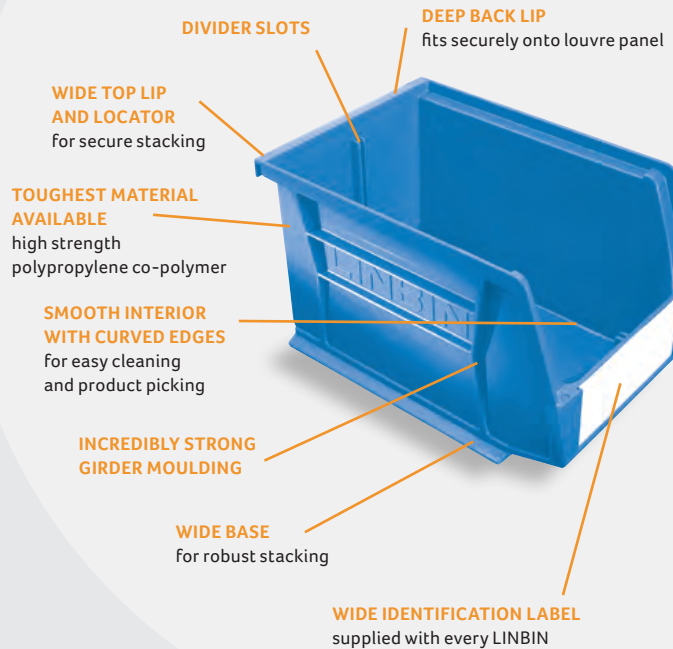 DIVIDER SLOTS
DEEP BACK LIP
fits securely onto louvre panel
WIDE TOP LIP
AND LOCATOR
for secure stacking
TOUGHEST MATERIAL
AVAILABLE
high strength
polypropylene co-polymer
LINBIN
SMOOTH INTERIOR
WITH CURVED EDGES
for easy cleaning
and product picking
INCREDIBLY STRONG
GIRDER MOULDING
WIDE BASE
for robust stacking
WIDE IDENTIFICATION LABEL
supplied with every LINBIN